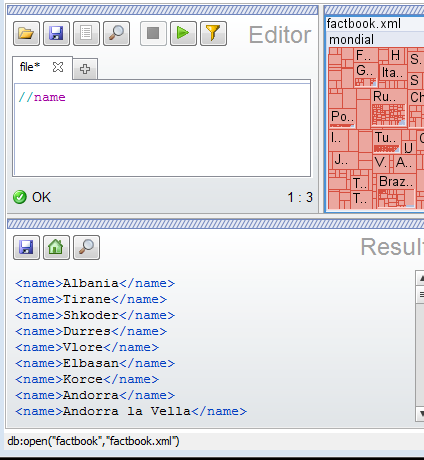 Editor
file*
//name
OK
1 : 3
factbook.xml
mondial
F..
H
S.
G..
Ita..
S
Ru..
Ch
Po..
I..
Tu..
U
J..
V.
A..
T..
Braz..
T..
Result
<name>Albania</name>
<name>Tirane</name>
<name>Shkoder</name>
<name>Durres</name>
<name>Vlore</name>
<name>Elbasan</name>
<name>Korce</name>
<name>Andorra</name>
<name>Andorra la Vella</name>
db:open("factbook","factbook.xml")